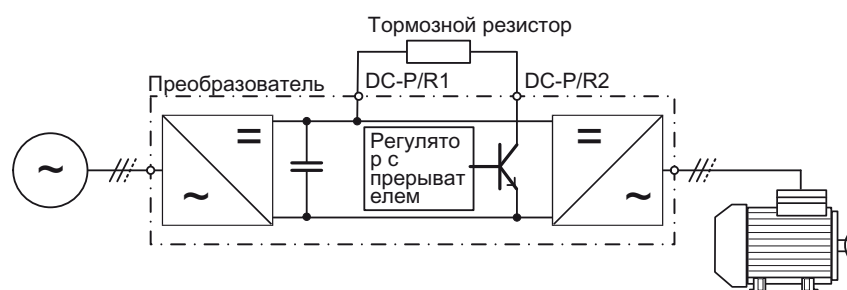 Тормозной резистор
Преобразователь
DC-P/R1
DC-P/R2
Регулято
р с
прерыват
елем
=
~
=
~
~